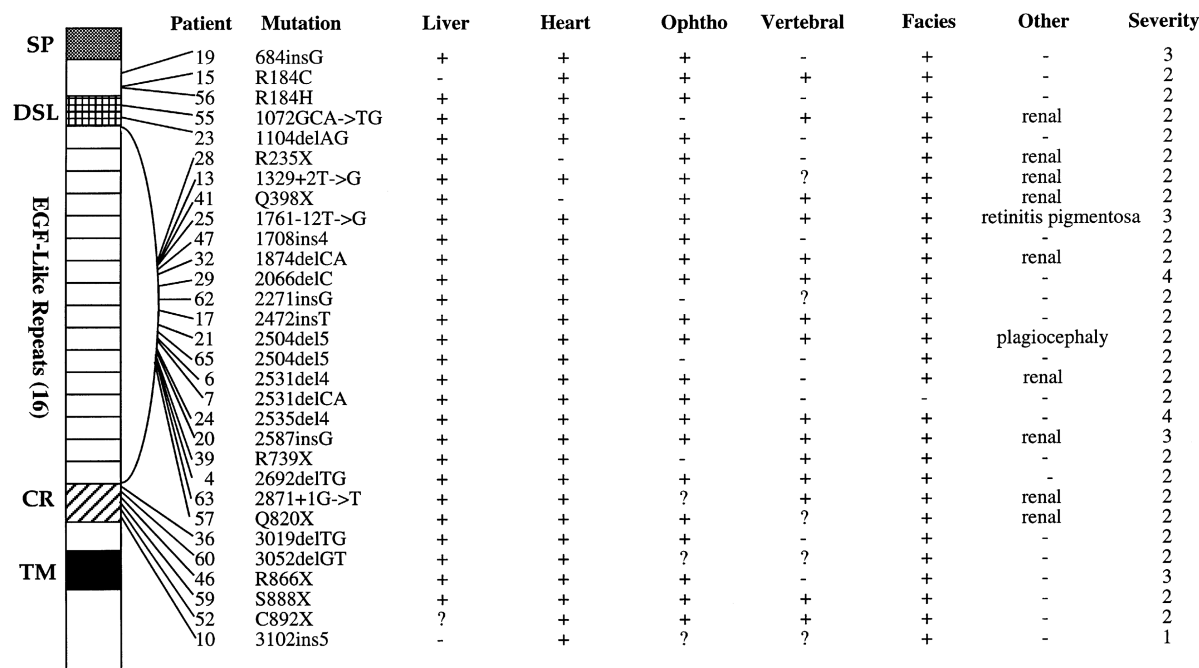 Patient Mutation Liver Heart Ophtho Vertebral Facies Other Severity
SP
DSL
EGF-Like Repeats (16)
CR
TM
19 684insG + + + - + - 3
15 R184C - + + + + - 2
56 R184H + + + - + - 2
55 1072GCA->TG + + - + + renal 2
23 1104delAG + + + - + - 2
28 R235X + - + - + renal 2
13 1329+2T->G + + + ? + renal 2
41 Q398X + - + + + renal 2
25 1761-12T->G + + + + + retinitis pigmentosa 3
47 1708ins4 + + + - + - 2
32 1874delCA + + + + + renal 2
29 2066delC + + + + + - 4
62 2271insG + + - ? + - 2
17 2472insT + + + + + - 2
21 2504del5 + + + + + plagiocephaly 2
65 2504del5 + + - - + - 2
6 2531del4 + + + - + renal 2
7 2531delCA + + + - - - 2
24 2535del4 + + + + + - 4
20 2587insG + + + + + renal 3
39 R739X + + - + + - 2
4 2692delTG + + + + + - 2
63 2871+1G->T + + ? + + renal 2
57 Q820X + + + ? + renal 2
36 3019delTG + + + - + - 2
60 3052delGT + + ? ? + - 2
46 R866X + + + - + - 3
59 S888X + + + + + - 2
52 C892X ? + + + + - 2
10 3102ins5 - + ? ? + - 1